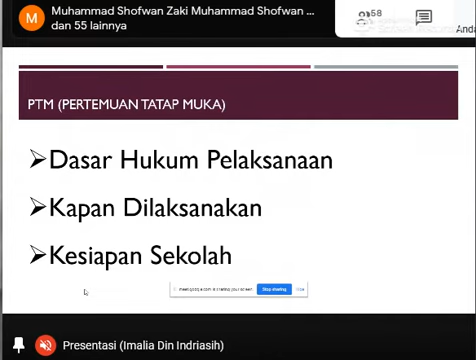 M
Muhammad Shofwan Zaki Muhammad Shofwan ...
dan 55 lainnya
58
Anda
PTM (PERTEMUAN TATAP MUKA)
➢Dasar Hukum Pelaksanaan
➢Kapan Dilaksanakan
➢Kesiapan Sekolah
Stop sharing
Presentasi (Imalia Din Indriasih)